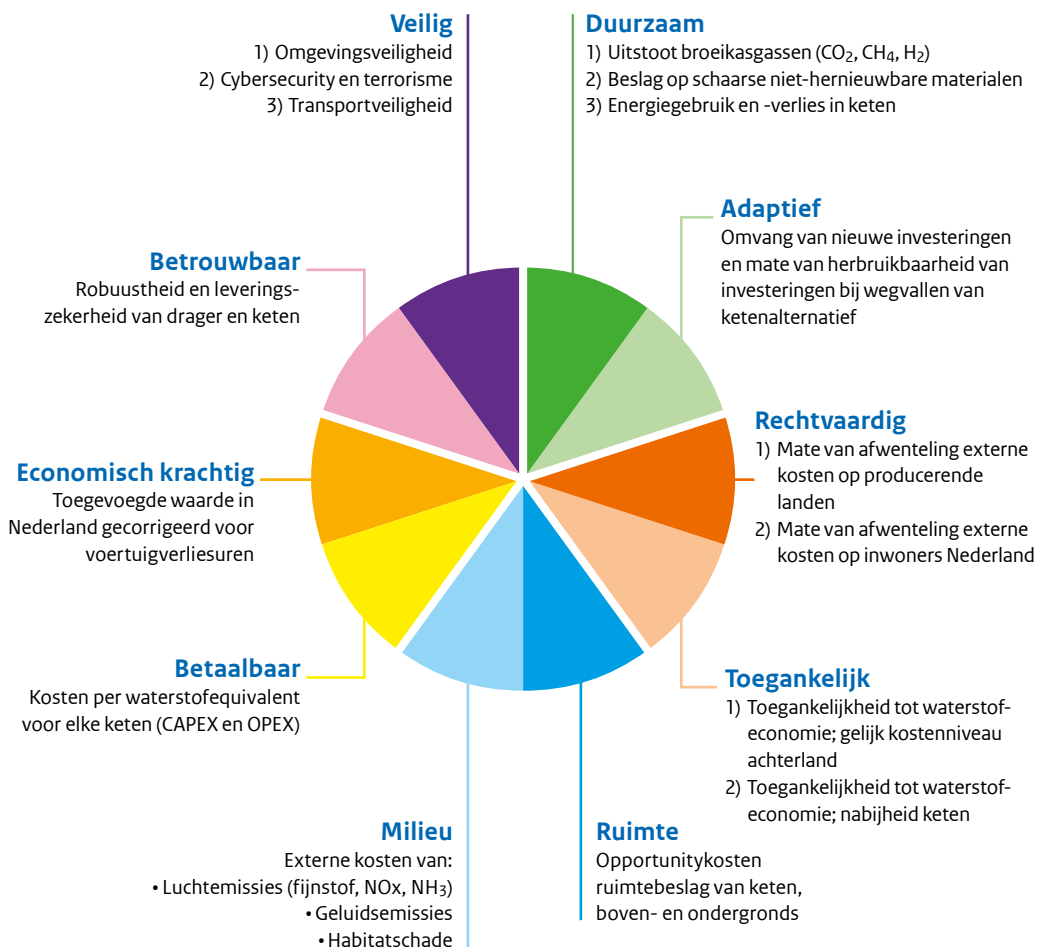 Veilig
1) Omgevingsveiligheid
2) Cybersecurity en terrorisme
3) Transportveiligheid
Duurzaam
1) Uitstoot broeikasgassen (CO₂, CH₄, H₂)
2) Beslag op schaarse niet-hernieuwbare materialen
3) Energiegebruik en -verlies in keten
Adaptief
Omvang van nieuwe investeringen
en mate van herbruikbaarheid van
investeringen bij wegvallen van
ketenalternatief
Betrouwbaar
Robuustheid en leverings-
zekerheid van drager en keten
Rechtvaardig
1) Mate van afwenteling externe
kosten op producerende
landen
2) Mate van afwenteling externe
kosten op inwoners Nederland
Economisch krachtig
Toegevoegde waarde in
Nederland gecorrigeerd voor
voertuigverliesuren
Betaalbaar
Kosten per waterstofequivalent
voor elke keten (CAPEX en OPEX)
Toegankelijk
1) Toegankelijkheid tot waterstof-
economie; gelijk kostenniveau
achterland
2) Toegankelijkheid tot waterstof-
economie; nabijheid keten
Milieu
Externe kosten van:
• Luchtemissies (fijnstof, NOx, NH₃)
• Geluidsemissies
• Habitatschade
Ruimte
Opportunitykosten
ruimtebeslag van keten,
boven- en ondergronds